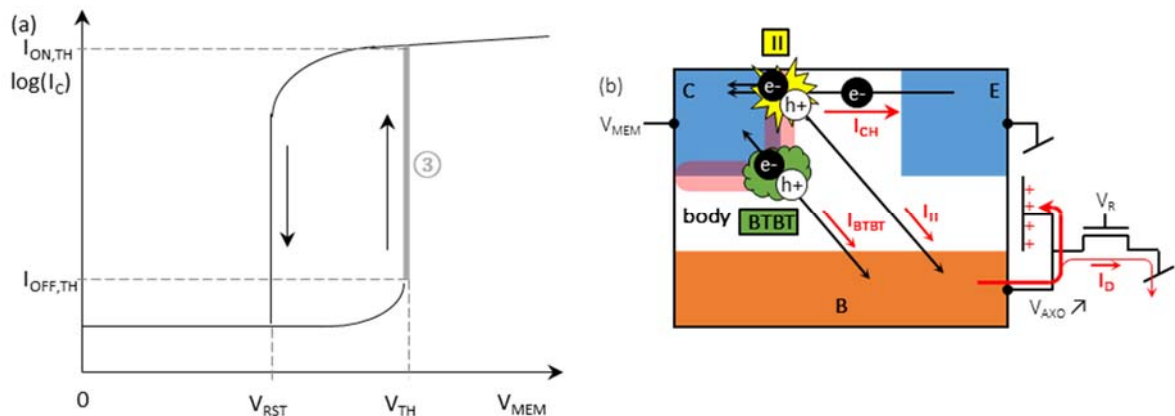 (a)
I_ON,TH
log(I_C)
③
I_OFF,TH
0
V_RST
V_TH
V_MEM
(b)
II
C
e-
e-
E
h+
V_MEM
I_CH
e-
h+
V_R
body
BTBT
I_BTBT
I_II
+
+
+
+
I_D
B
V_AXO ↗